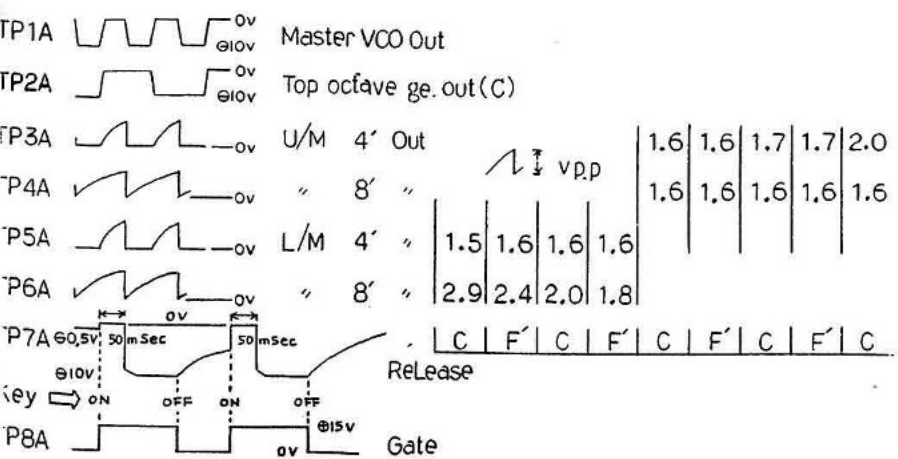 TP1A 0V ⊖10V Master VCO Out
TP2A 0V ⊖10V Top octave ge. out(C)
TP3A 0V U/M 4' Out 1.6 1.6 1.7 1.7 2.0
Vp.p
TP4A 0V " 8' " 1.6 1.6 1.6 1.6 1.6
TP5A 0V L/M 4' " 1.5 1.6 1.6 1.6
TP6A 0V " 8' " 2.9 2.4 2.0 1.8
0V
TP7A ⊖0,5V 50 mSec 50 mSec C F' C F' C F' C F' C
⊖10V ReLease
Key ⇨ ON OFF ON OFF
TP8A 0V ⊕15V Gate